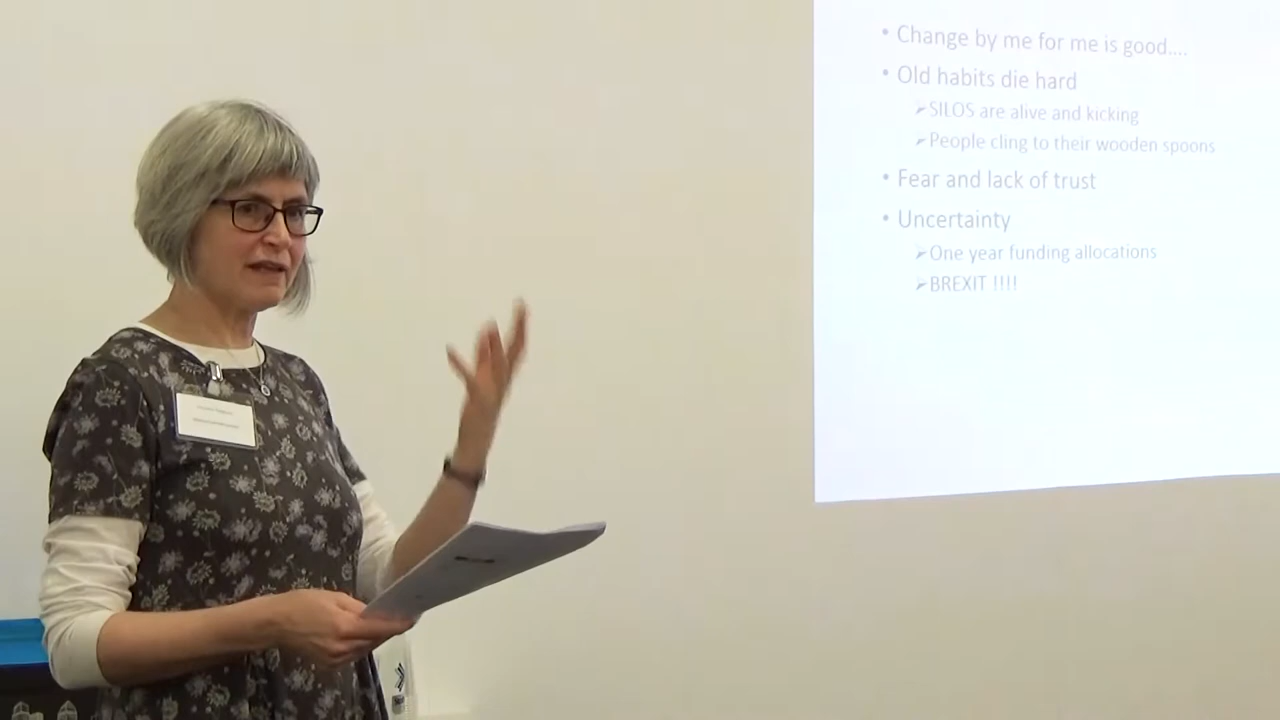 • Change by me for me is good....
• Old habits die hard
➢SILOS are alive and kicking
➢People cling to their wooden spoons
• Fear and lack of trust
• Uncertainty
➢One year funding allocations
➢BREXIT !!!!